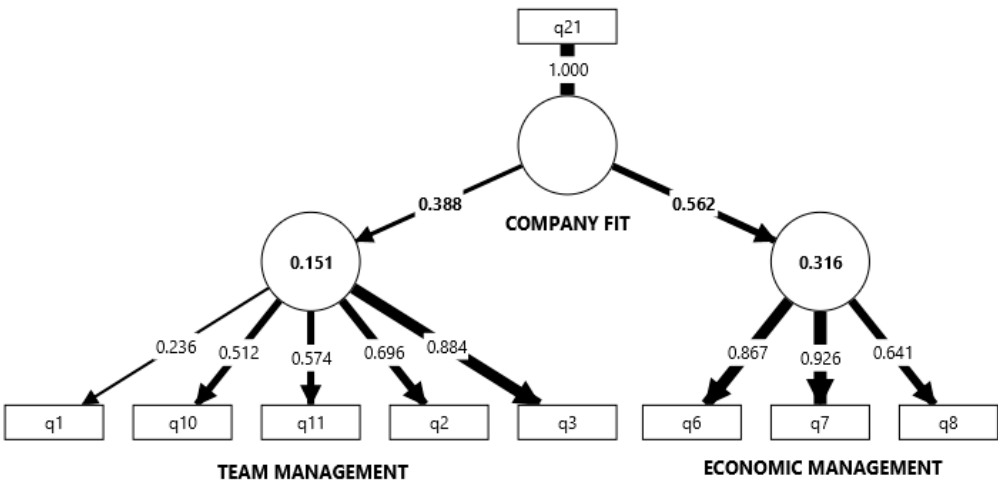 q21
1.000
0.388
COMPANY FIT
0.562
0.151
0.316
0.236
0.512
0.574
0.696
0.884
0.867
0.926
0.641
q1
q10
q11
q2
q3
q6
q7
q8
TEAM MANAGEMENT
ECONOMIC MANAGEMENT